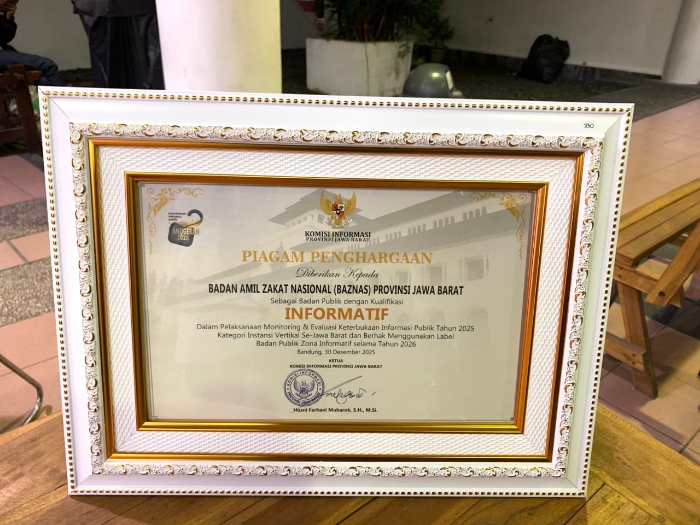 780
ANUGERAH
2025
KOMISI INFORMASI
PROVINSI JAWA BARAT
PIAGAM PENGHARGAAN
Diberikan Kepada
BADAN AMIL ZAKAT NASIONAL (BAZNAS) PROVINSI JAWA BARAT
Sebagai Badan Publik dengan Kualifikasi
INFORMATIF
Dalam Pelaksanaan Monitoring & Evaluasi Keterbukaan Informasi Publik Tahun 2025
Kategori Instansi Vertikal Se-Jawa Barat dan Berhak Menggunakan Label
Badan Publik Zona Informatif selama Tahun 2026
Bandung, 30 Desember 2025
KETUA
KOMISI INFORMASI PROVINSI JAWA BARAT
Husni Farhani Mubarok, S.H., M.Si.